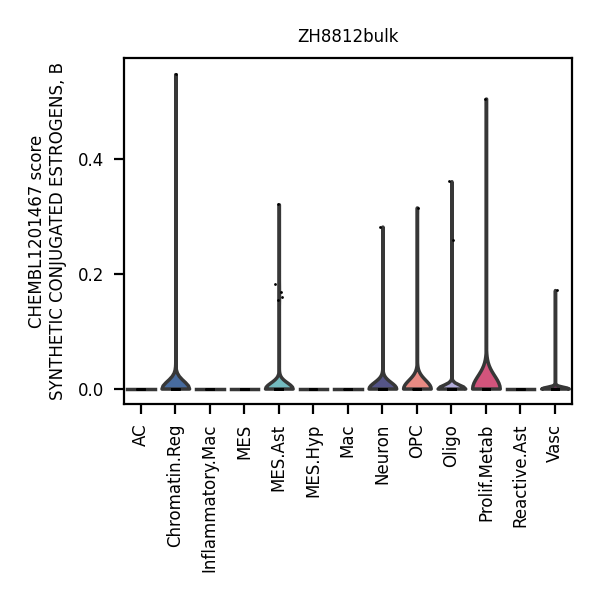 ZH8812bulk
CHEMBL1201467 score
SYNTHETIC CONJUGATED ESTROGENS, B
0.4
0.2
0.0
AC
Chromatin.Reg
Inflammatory.Mac
MES
MES.Ast
MES.Hyp
Mac
Neuron
OPC
Oligo
Prolif.Metab
Reactive.Ast
Vasc